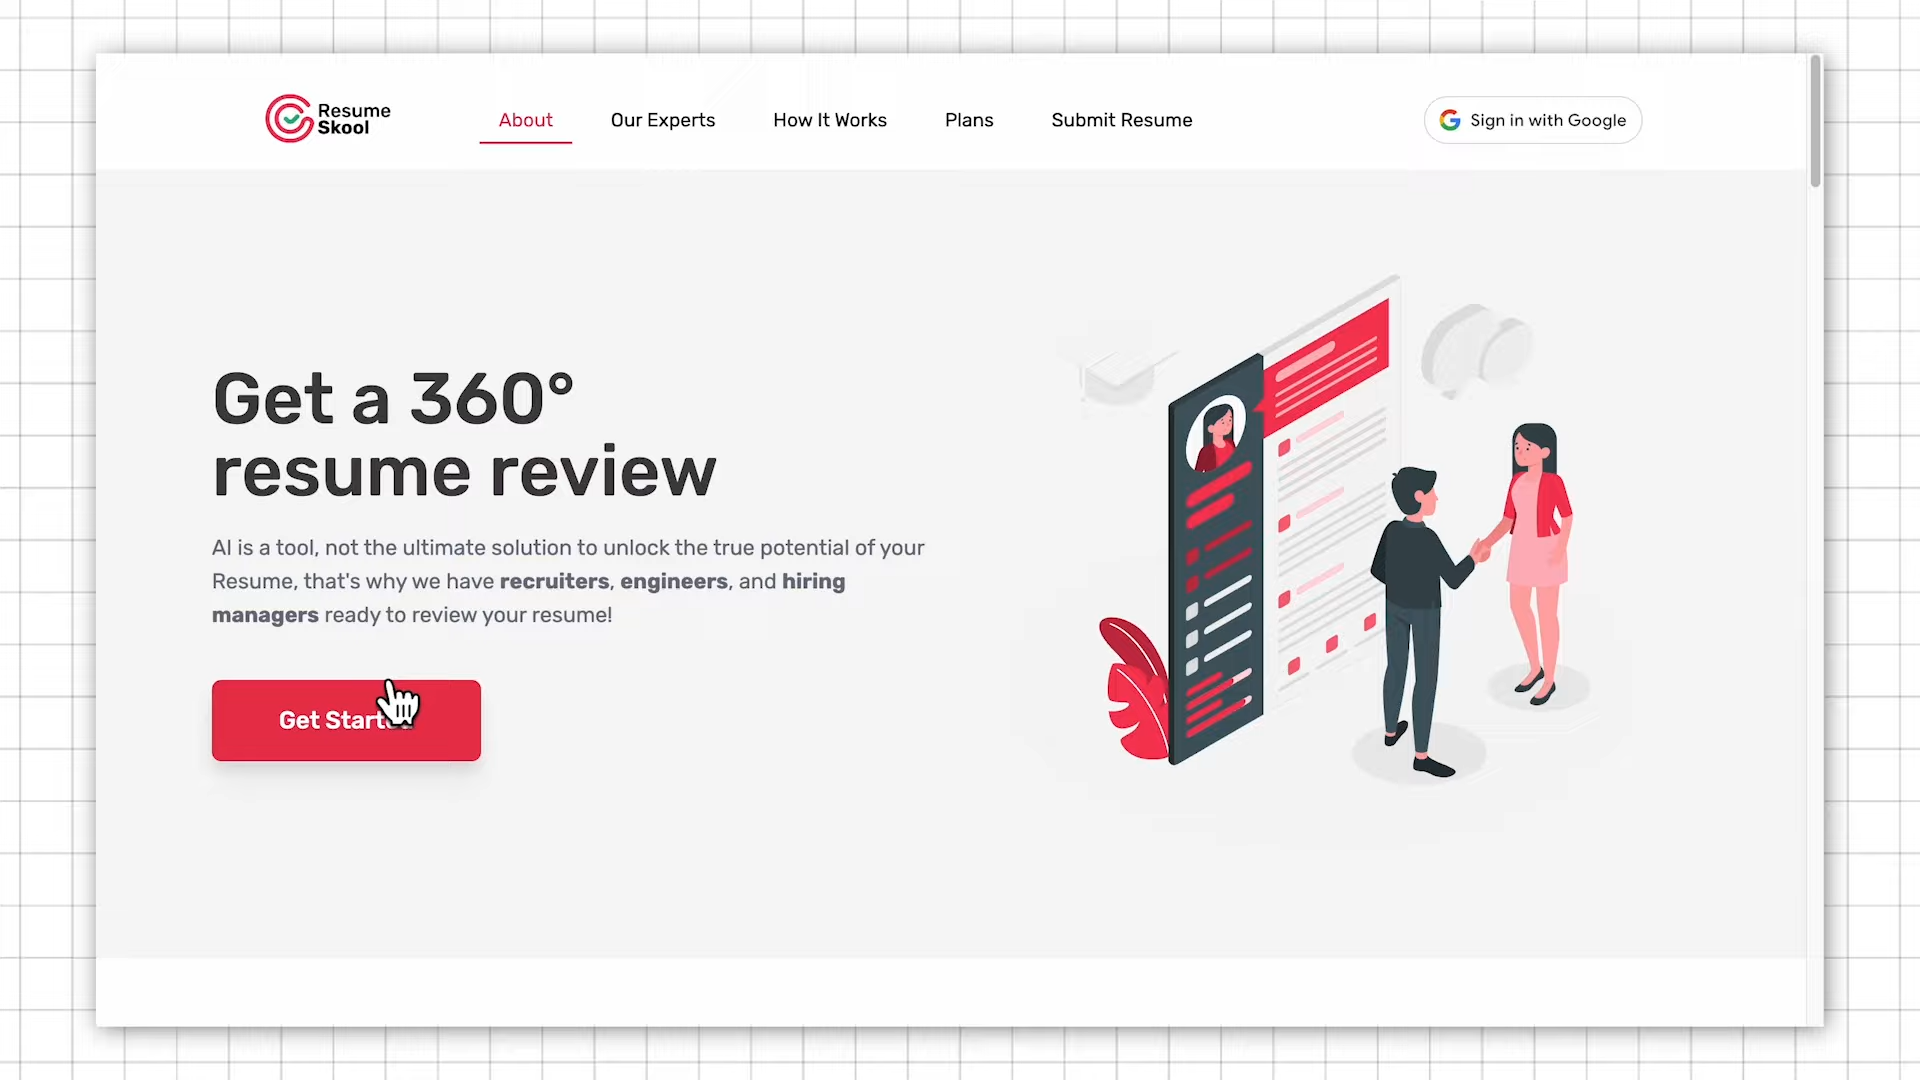 Resume
Skool
About
Our Experts
How It Works
Plans
Submit Resume
Sign in with Google
Get a 360°
resume review
AI is a tool, not the ultimate solution to unlock the true potential of your
Resume, that's why we have recruiters, engineers, and hiring
managers ready to review your resume!
Get